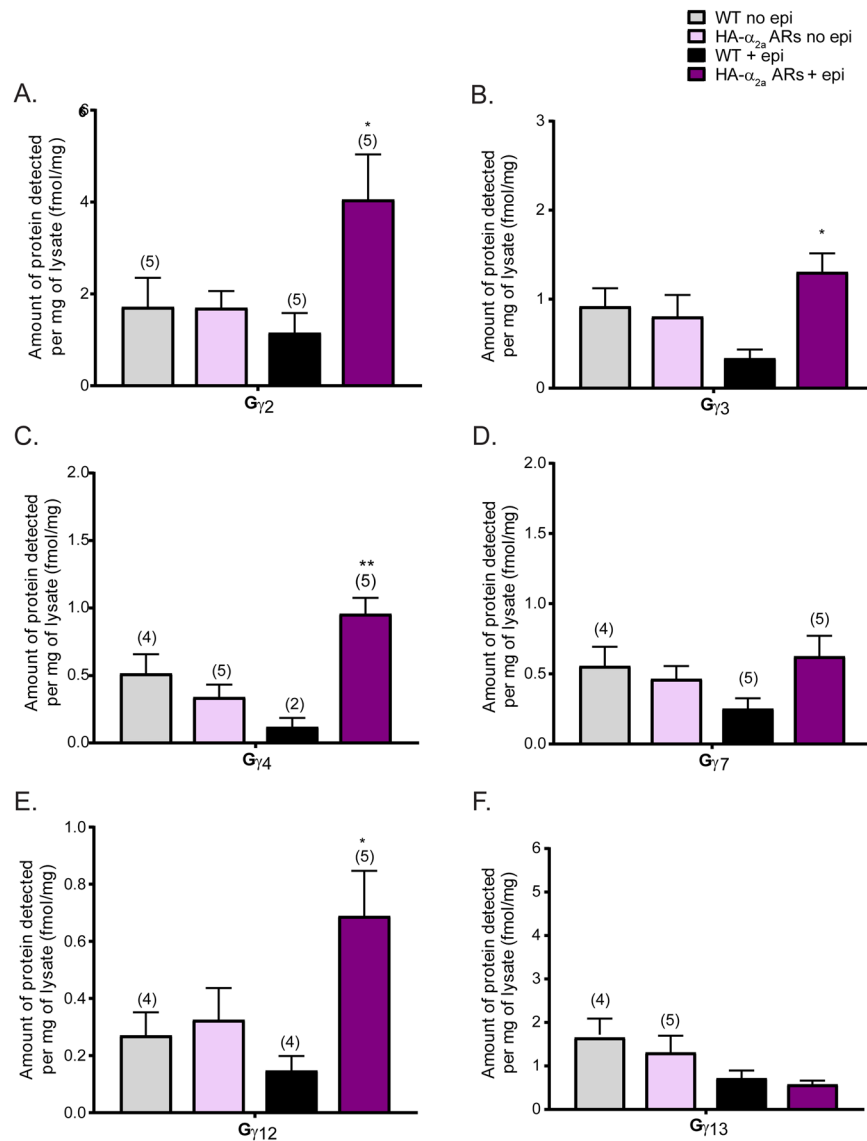 WT no epi
HA-α2a ARs no epi
WT + epi
HA-α2a ARs + epi
A.
Amount of protein detected
per mg of lysate (fmol/mg)
6
6
4
2
0
(5)
(5)
*
(5)
Gγ2
B.
Amount of protein detected
per mg of lysate (fmol/mg)
3
2
1
0
*
Gγ3
C.
Amount of protein detected
per mg of lysate (fmol/mg)
2.0
1.5
1.0
0.5
0.0
(4)
(5)
(2)
**
(5)
Gγ4
D.
Amount of protein detected
per mg of lysate (fmol/mg)
2.0
1.5
1.0
0.5
0.0
(4)
(5)
(5)
Gγ7
E.
Amount of protein detected
per mg of lysate (fmol/mg)
1.0
0.8
0.6
0.4
0.2
0.0
(4)
(4)
*
(5)
Gγ12
F.
Amount of protein detected
per mg of lysate (fmol/mg)
6
5
4
3
2
1
0
(4)
(5)
Gγ13